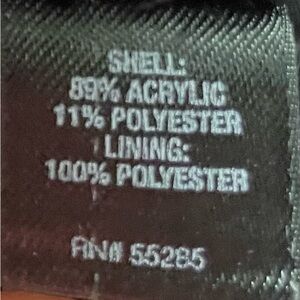 SHELL:
89% ACRYLIC
11% POLYESTER
LINING:
100% POLYESTER
RN# 55285